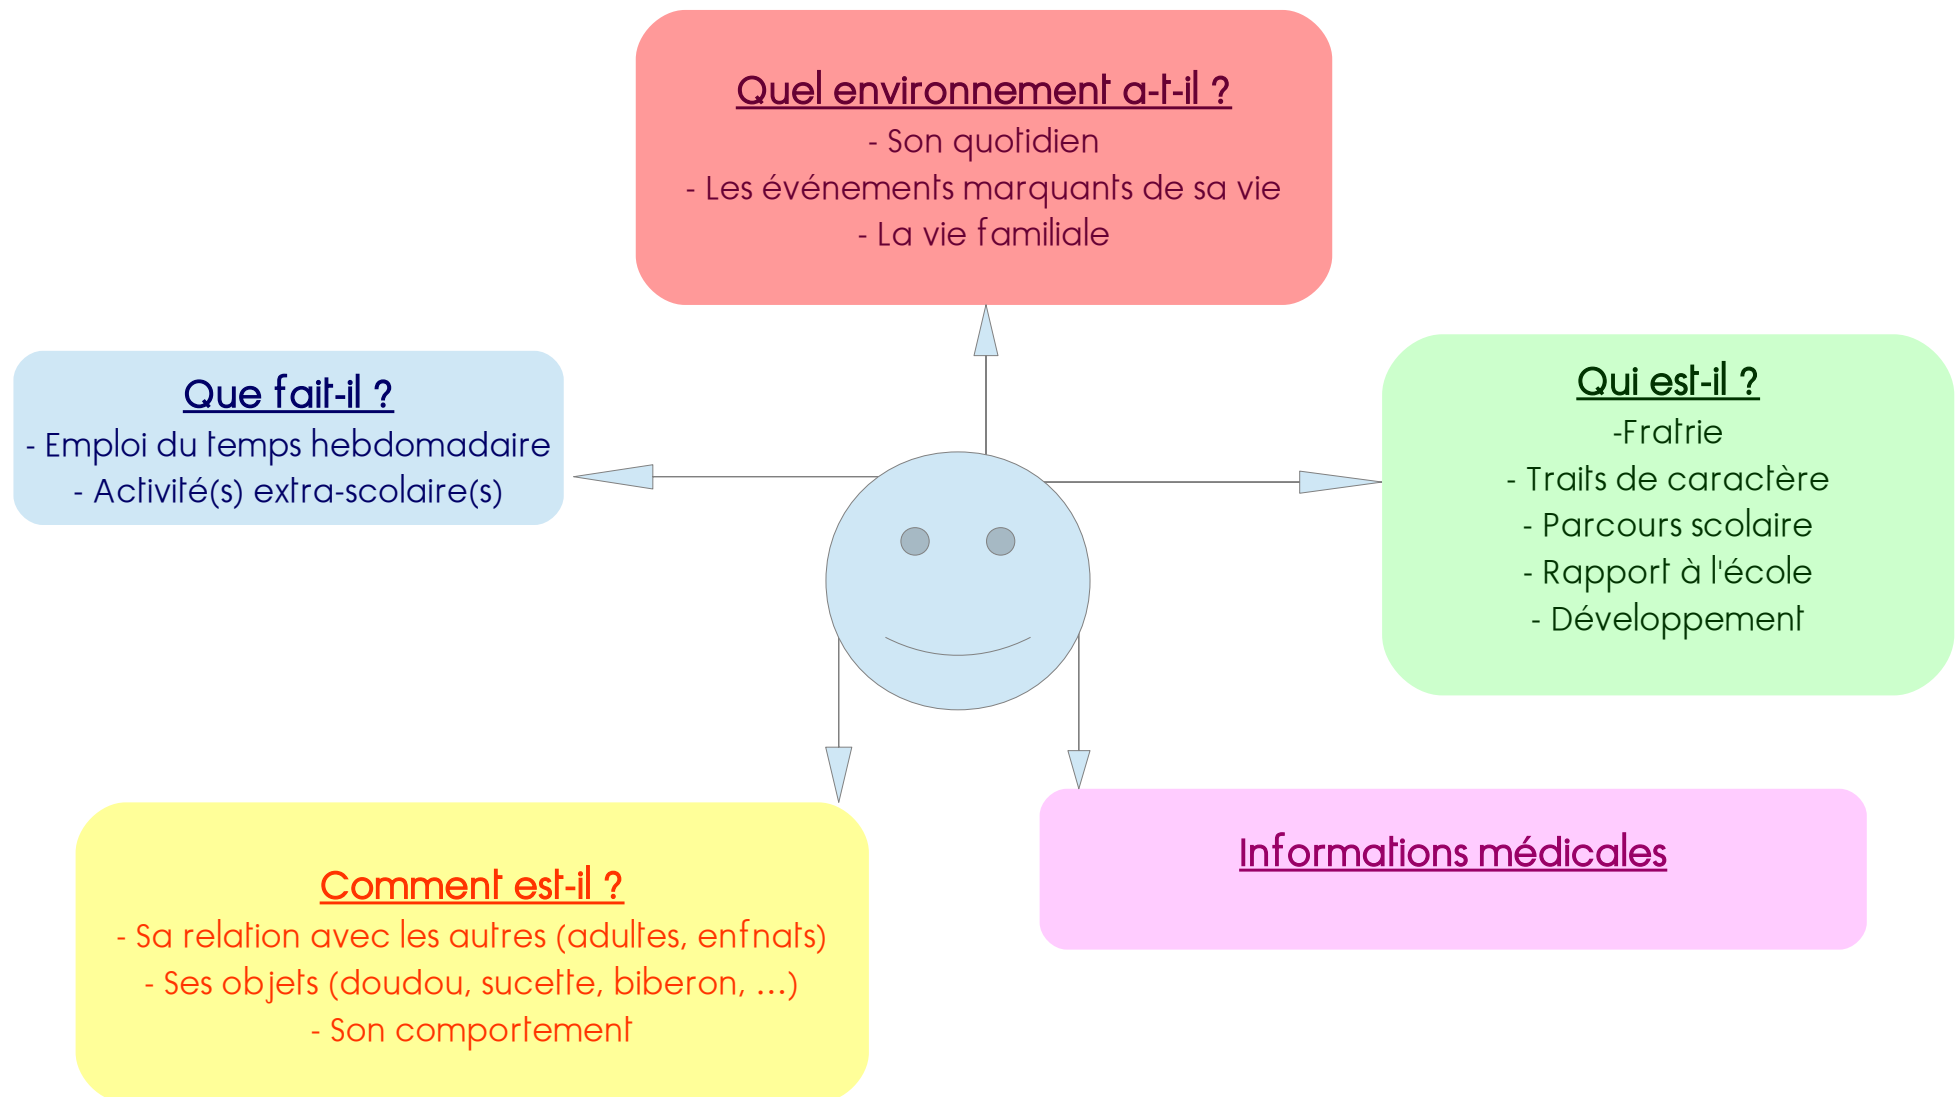 Quel environnement a-t-il ?
- Son quotidien
- Les événements marquants de sa vie
- La vie familiale
Que fait-il ?
- Emploi du temps hebdomadaire
- Activité(s) extra-scolaire(s)
Qui est-il ?
-Fratrie
- Traits de caractère
- Parcours scolaire
- Rapport à l'école
- Développement
Comment est-il ?
- Sa relation avec les autres (adultes, enfnats)
- Ses objets (doudou, sucette, biberon, ...)
- Son comportement
Informations médicales